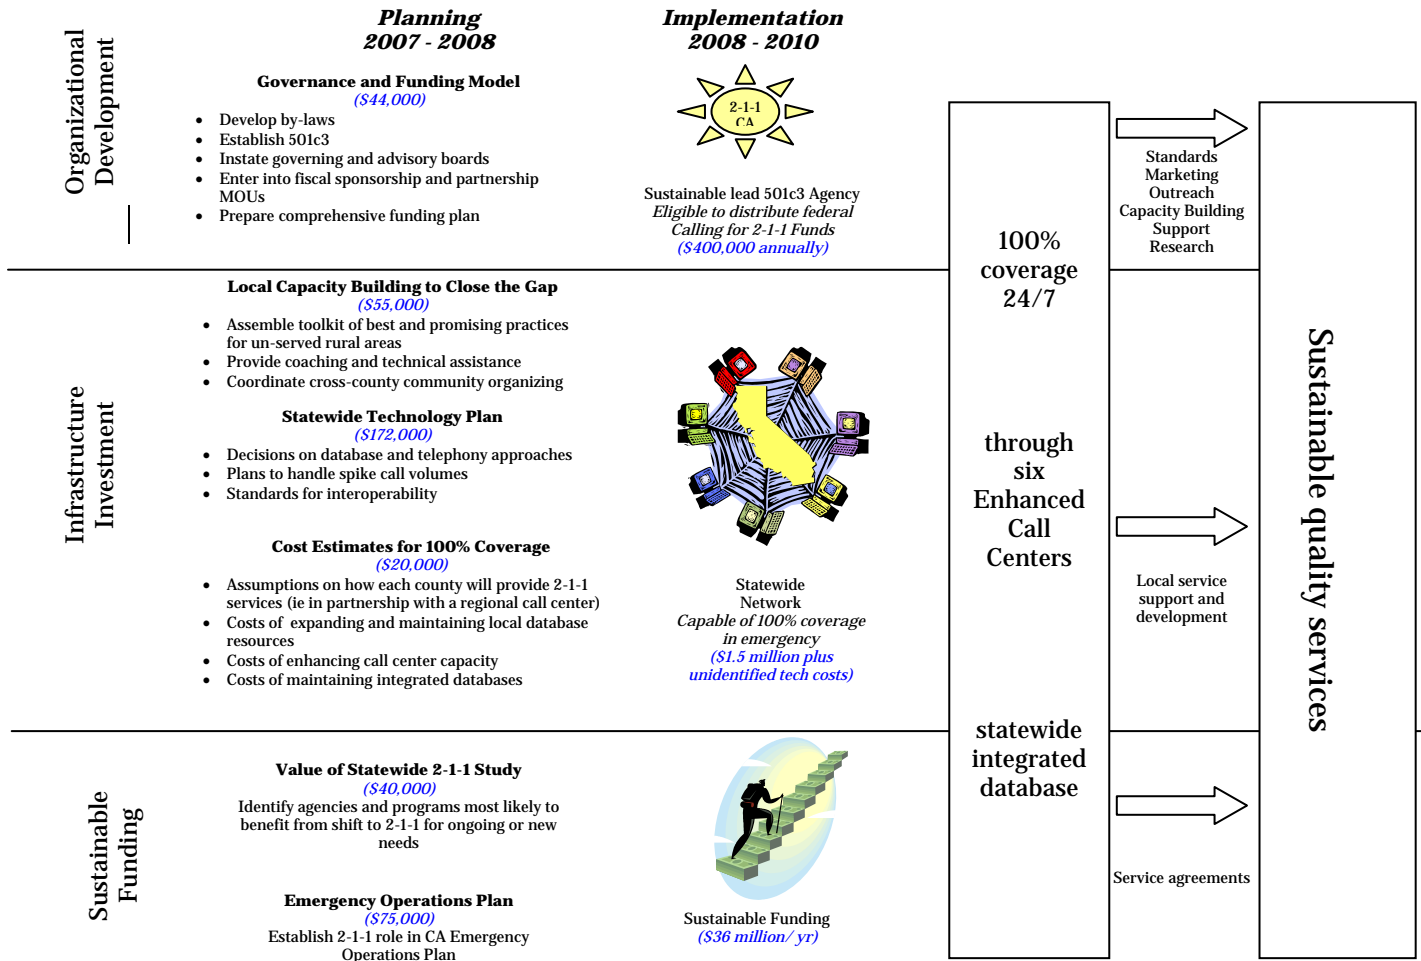 Planning
2007 - 2008
Implementation
2008 - 2010
Organizational
Development
Governance and Funding Model
($44,000)
• Develop by-laws
• Establish 501c3
• Instate governing and advisory boards
• Enter into fiscal sponsorship and partnership
MOUs
• Prepare comprehensive funding plan
2-1-1
CA
Sustainable lead 501c3 Agency
Eligible to distribute federal
Calling for 2-1-1 Funds
($400,000 annually)
Infrastructure
Investment
Local Capacity Building to Close the Gap
($55,000)
• Assemble toolkit of best and promising practices
for un-served rural areas
• Provide coaching and technical assistance
• Coordinate cross-county community organizing
Statewide Technology Plan
($172,000)
• Decisions on database and telephony approaches
• Plans to handle spike call volumes
• Standards for interoperability
Cost Estimates for 100% Coverage
($20,000)
• Assumptions on how each county will provide 2-1-1
services (ie in partnership with a regional call center)
• Costs of expanding and maintaining local database
resources
• Costs of enhancing call center capacity
• Costs of maintaining integrated databases
Statewide
Network
Capable of 100% coverage
in emergency
($1.5 million plus
unidentified tech costs)
Sustainable
Funding
Value of Statewide 2-1-1 Study
($40,000)
Identify agencies and programs most likely to
benefit from shift to 2-1-1 for ongoing or new
needs
Emergency Operations Plan
($75,000)
Establish 2-1-1 role in CA Emergency
Operations Plan
Sustainable Funding
($36 million/ yr)
100%
coverage
24/7
through
six
Enhanced
Call
Centers
statewide
integrated
database
Standards
Marketing
Outreach
Capacity Building
Support
Research
Local service
support and
development
Service agreements
Sustainable quality services